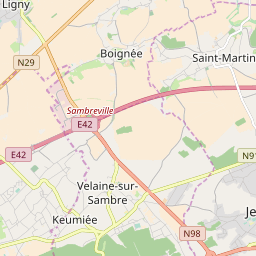 Ligny
Boignée
N29
Saint-Martin
Sambreville
E42
E42
N9
Velaine-sur-
Sambre
Keumiée
Je
N98